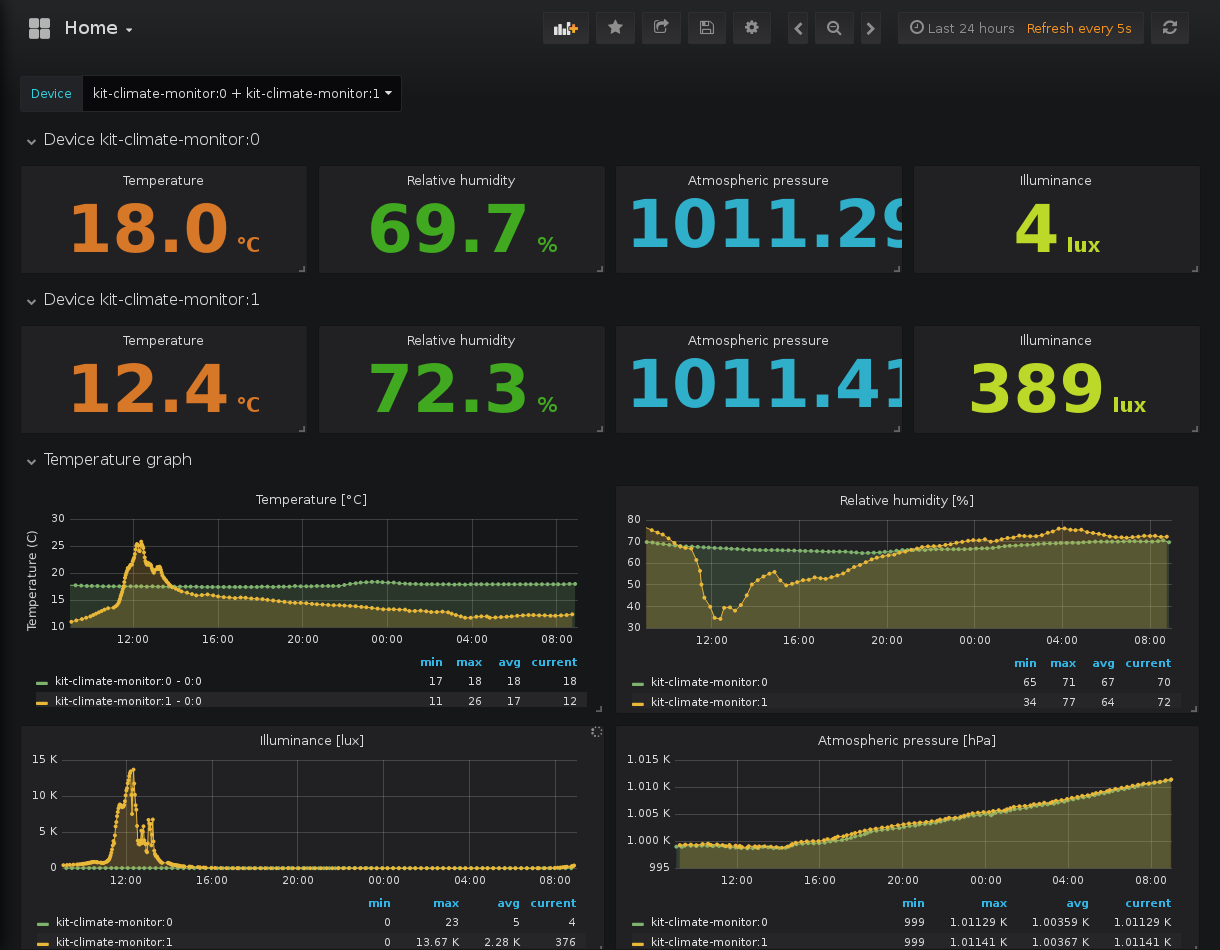 Home
Last 24 hours Refresh every 5s
Device kit-climate-monitor:0 + kit-climate-monitor:1
Device kit-climate-monitor:0
Temperature Relative humidity Atmospheric pressure Illuminance
18.0 °C 69.7 % 1011.29 4 lux
Device kit-climate-monitor:1
Temperature Relative humidity Atmospheric pressure Illuminance
12.4 °C 72.3 % 1011.41 389 lux
Temperature graph
Temperature [°C]
Temperature (C)
30
25
20
15
10
12:00 16:00 20:00 00:00 04:00 08:00
min max avg current
kit-climate-monitor:0 - 0:0 17 18 18 18
kit-climate-monitor:1 - 0:0 11 26 17 12
Relative humidity [%]
80
70
60
50
40
30
12:00 16:00 20:00 00:00 04:00 08:00
min max avg current
kit-climate-monitor:0 65 71 67 70
kit-climate-monitor:1 34 77 64 72
Illuminance [lux]
15 K
10 K
5 K
0
12:00 16:00 20:00 00:00 04:00 08:00
min max avg current
kit-climate-monitor:0 0 23 5 4
kit-climate-monitor:1 0 13.67 K 2.28 K 376
Atmospheric pressure [hPa]
1.015 K
1.010 K
1.005 K
1.000 K
995
12:00 16:00 20:00 00:00 04:00 08:00
min max avg current
kit-climate-monitor:0 999 1.01129 K 1.00359 K 1.01129 K
kit-climate-monitor:1 999 1.01141 K 1.00367 K 1.01141 K